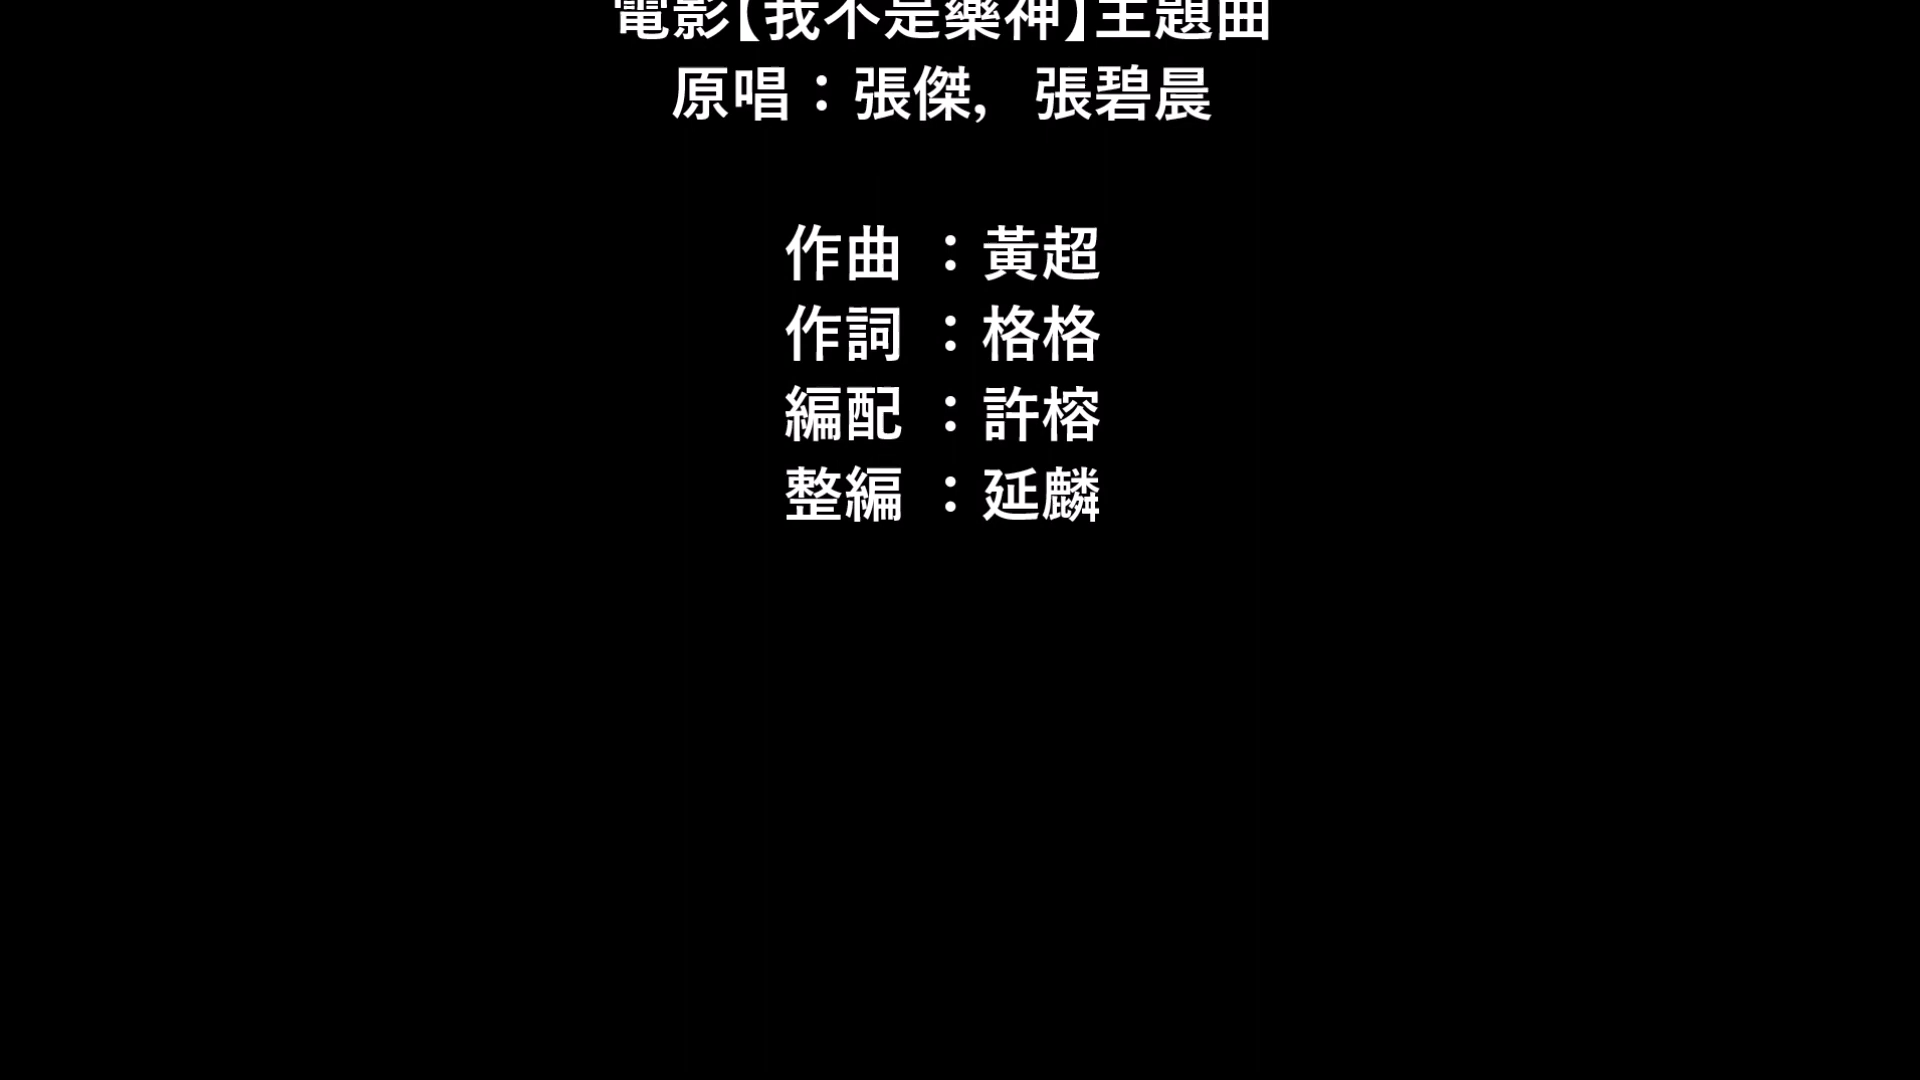 電影【我不是藥神】主題曲
原唱：張傑, 張碧晨
作曲 ：黃超
作詞 ：格格
編配 ：許榕
整編 ：延麟